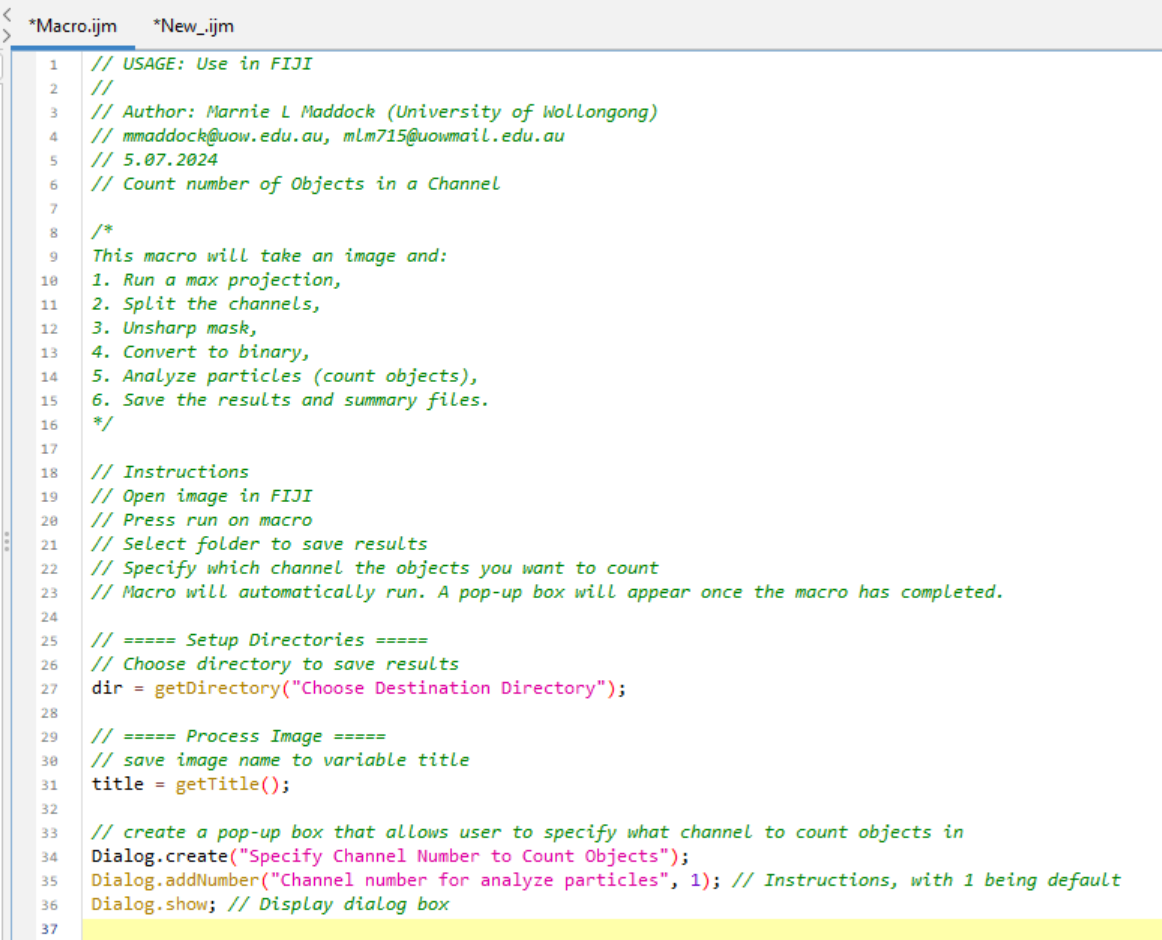 *Macro.ijm *New_.ijm
1 // USAGE: Use in FIJI
2 //
3 // Author: Marnie L Maddock (University of Wollongong)
4 // mmaddock@uow.edu.au, mlm715@uowmail.edu.au
5 // 5.07.2024
6 // Count number of Objects in a Channel
7
8 /*
9 This macro will take an image and:
10 1. Run a max projection,
11 2. Split the channels,
12 3. Unsharp mask,
13 4. Convert to binary,
14 5. Analyze particles (count objects),
15 6. Save the results and summary files.
16 */
17
18 // Instructions
19 // Open image in FIJI
20 // Press run on macro
21 // Select folder to save results
22 // Specify which channel the objects you want to count
23 // Macro will automatically run. A pop-up box will appear once the macro has completed.
24
25 // ===== Setup Directories =====
26 // Choose directory to save results
27 dir = getDirectory("Choose Destination Directory");
28
29 // ===== Process Image =====
30 // save image name to variable title
31 title = getTitle();
32
33 // create a pop-up box that allows user to specify what channel to count objects in
34 Dialog.create("Specify Channel Number to Count Objects");
35 Dialog.addNumber("Channel number for analyze particles", 1); // Instructions, with 1 being default
36 Dialog.show; // Display dialog box
37